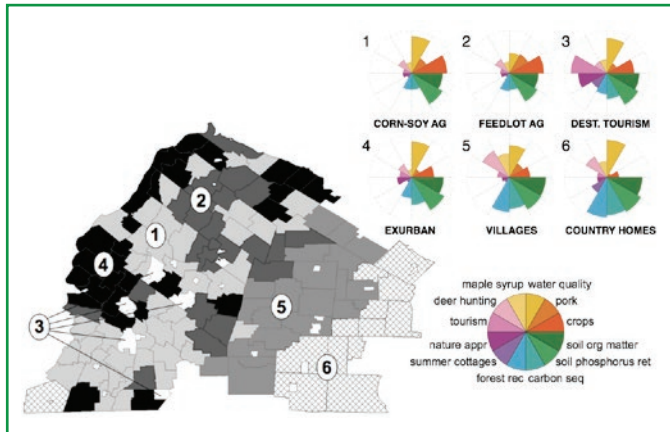 1 2 3
CORN-SOY AG FEEDLOT AG DEST. TOURISM
4 5 6
EXURBAN VILLAGES COUNTRY HOMES
2
1
4
3
5
6
maple syrup water quality
deer hunting pork
tourism crops
nature appr soil org matter
summer cottages soil phosphorus ret
forest rec carbon seq